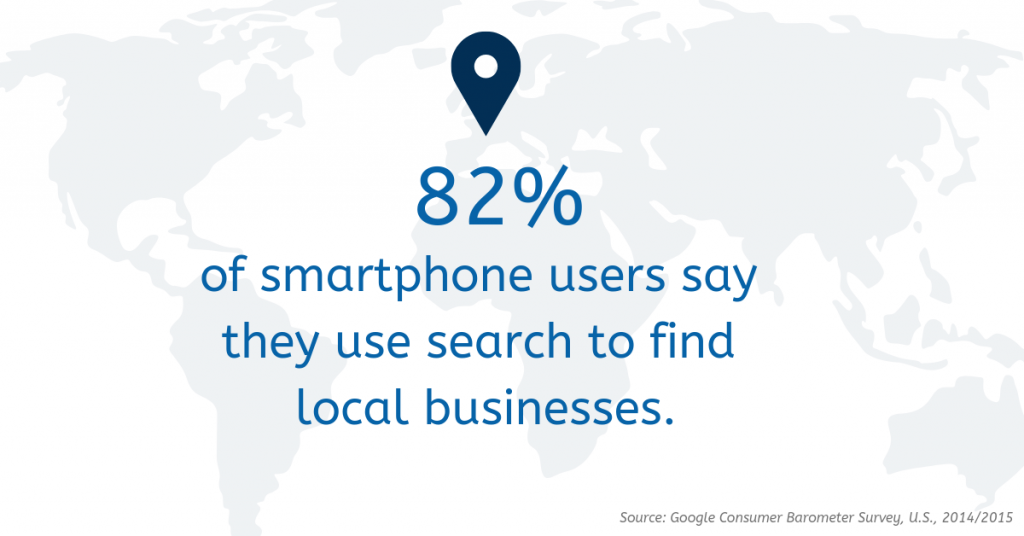 82%
of smartphone users say
they use search to find
local businesses.
Source: Google Consumer Barometer Survey, U.S., 2014/2015